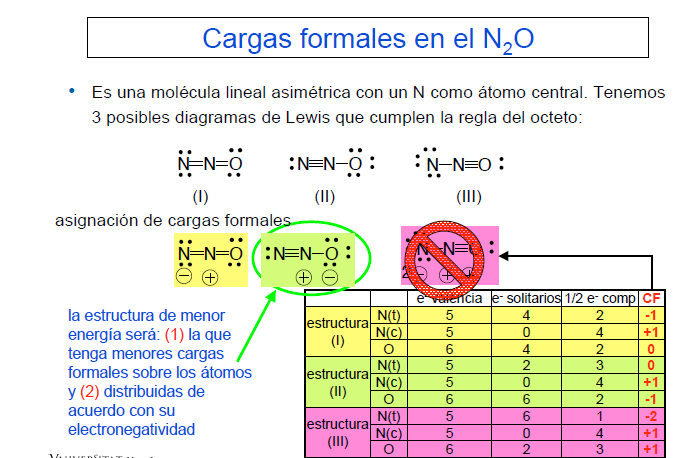 Cargas formales en el N₂O
• Es una molécula lineal asimétrica con un N como átomo central. Tenemos
3 posibles diagramas de Lewis que cumplen la regla del octeto:
N=N=O :N≡N–O: :N–N≡O:
(I) (II) (III)
asignación de cargas formales
N=N=O :N≡N–O:
− + + −
e- valencia e- solitarios 1/2 e- comp CF
estructura (I) N(t) 5 4 2 -1
N(c) 5 0 4 +1
O 6 4 2 0
estructura (II) N(t) 5 2 3 0
N(c) 5 0 4 +1
O 6 6 2 -1
estructura (III) N(t) 5 6 1 -2
N(c) 5 0 4 +1
O 6 2 3 +1
la estructura de menor
energía será: (1) la que
tenga menores cargas
formales sobre los átomos
y (2) distribuidas de
acuerdo con su
electronegatividad